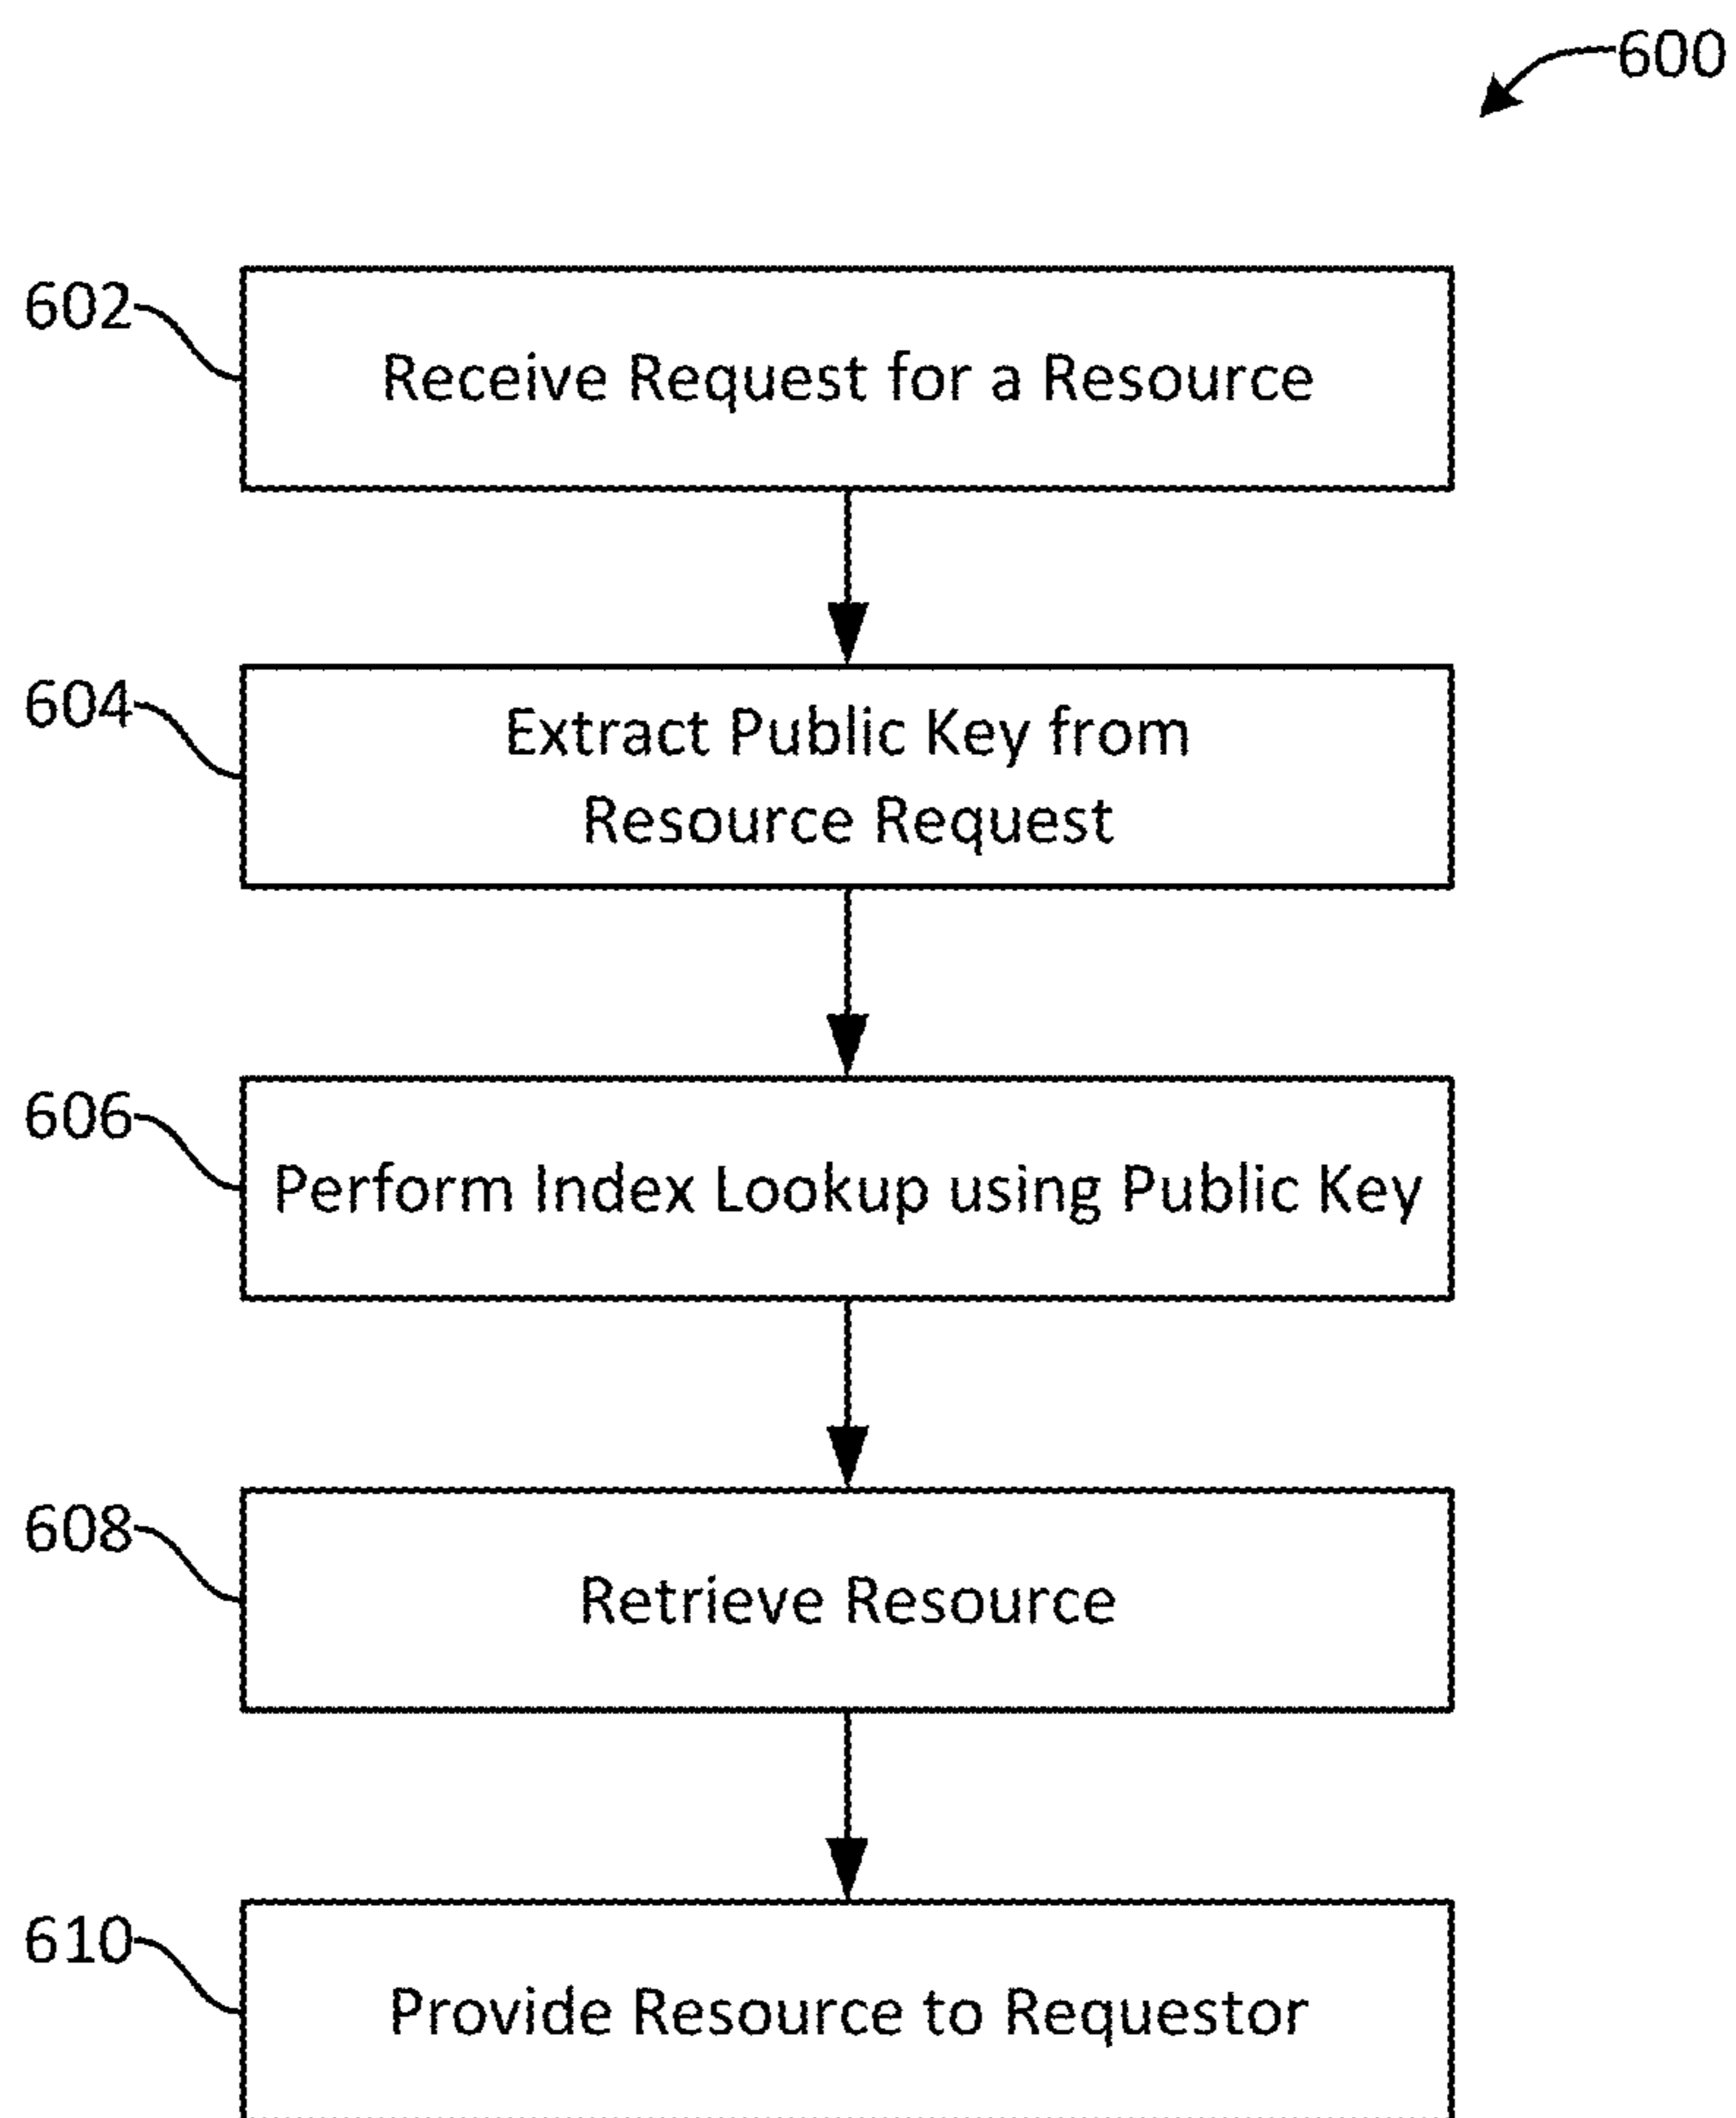 600
602
Receive Request for a Resource
604
Extract Public Key from
Resource Request
606
Perform Index Lookup using Public Key
608
Retrieve Resource
610
Provide Resource to Requestor